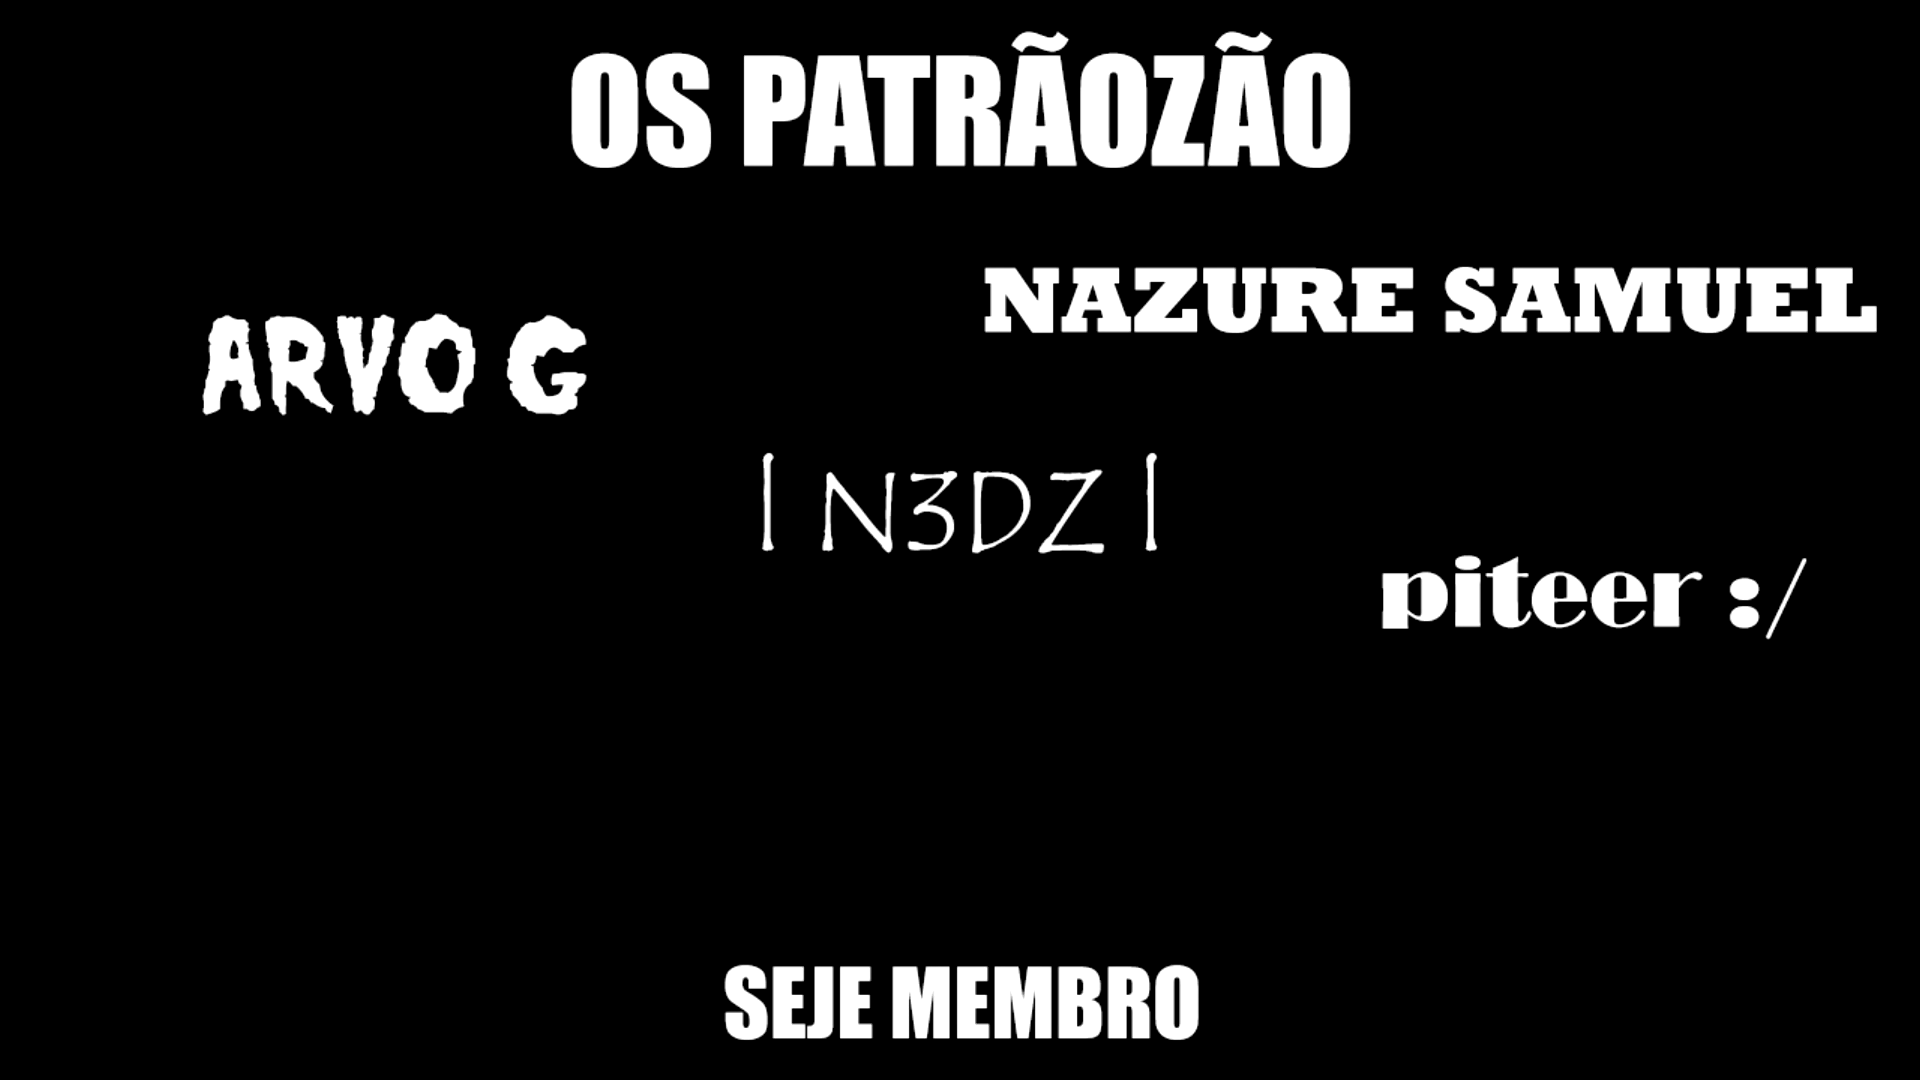 OS PATRÃOZÃO
NAZURE SAMUEL
ARVO G
| N3DZ |
piteer :/
SEJE MEMBRO